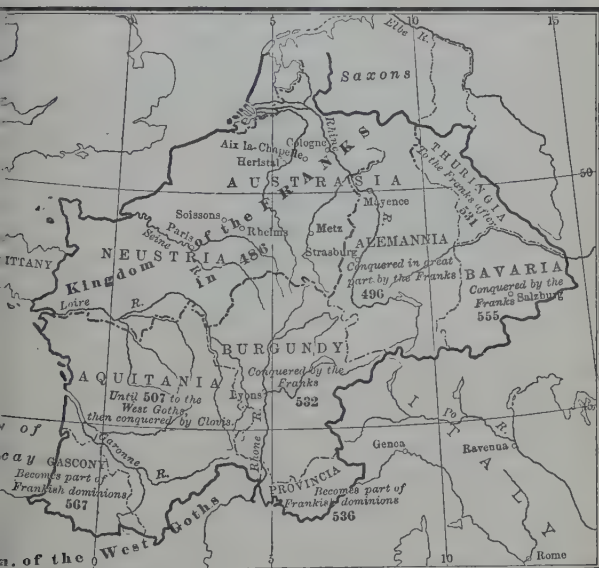 0
5
10
15
Elbe R.
Saxons
Rhine
Cologne
Aix la-Chapelle
Heristal
THURINGIA
To the Franks after
531
50
AUSTRASIA
Mayence
R.
Soissons
Paris
Seine R.
Rheims
Metz
Strasburg
ALEMANNIA
Conquered in great
part by the Franks
496
ITTANY
NEUSTRIA
Kingdom of the FRANKS
in 486
BAVARIA
Conquered by the
Franks
Salzburg
555
Loire R.
BURGUNDY
Conquered by the
Franks
532
AQUITANIA
Until 507 to the
West Goths,
then conquered by Clovis.
Lyons
Rhone R.
Po R.
ITALY
Genoa
Ravenna
Rome
of
cay
Garonne R.
GASCONY
Becomes part of
Frankish dominions
567
PROVINCIA
Becomes part of
Frankish dominions
536
n. of the West Goths
0
5
10